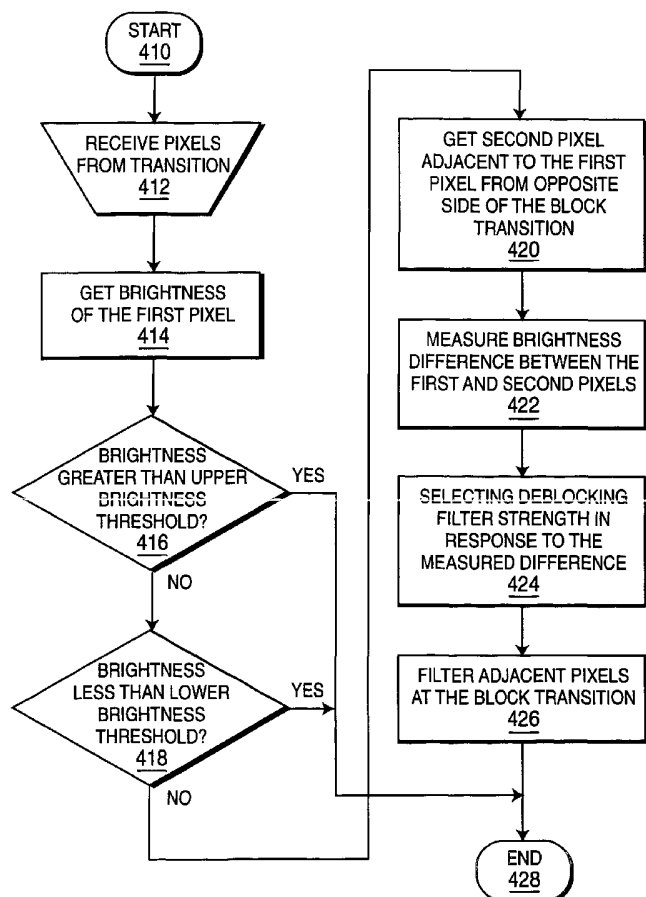 START
410
RECEIVE PIXELS
FROM TRANSITION
412
GET BRIGHTNESS
OF THE FIRST PIXEL
414
BRIGHTNESS
GREATER THAN UPPER
BRIGHTNESS
THRESHOLD?
416
YES
NO
BRIGHTNESS
LESS THAN LOWER
BRIGHTNESS
THRESHOLD?
418
YES
NO
GET SECOND PIXEL
ADJACENT TO THE FIRST
PIXEL FROM OPPOSITE
SIDE OF THE BLOCK
TRANSITION
420
MEASURE BRIGHTNESS
DIFFERENCE BETWEEN THE
FIRST AND SECOND PIXELS
422
SELECTING DEBLOCKING
FILTER STRENGTH IN
RESPONSE TO THE
MEASURED DIFFERENCE
424
FILTER ADJACENT PIXELS
AT THE BLOCK TRANSITION
426
END
428